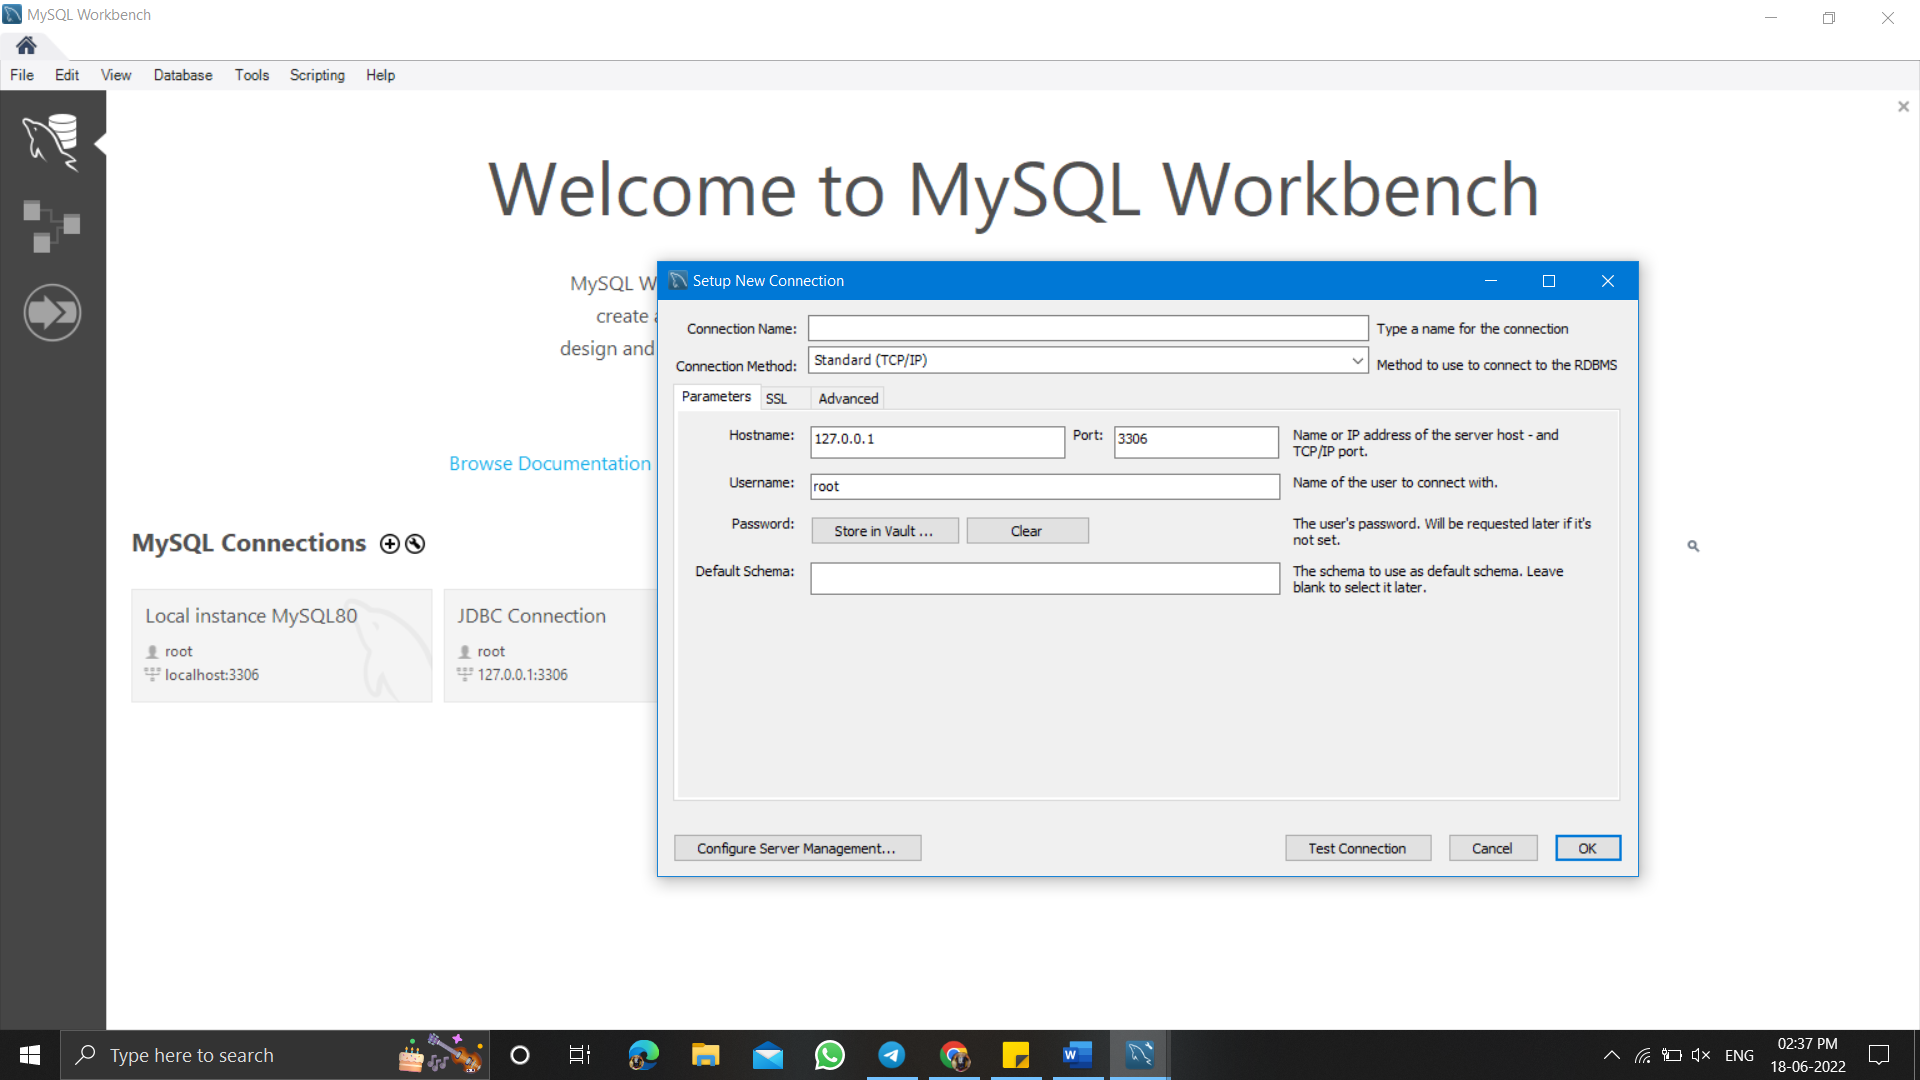 MySQL Workbench
File Edit View Database Tools Scripting Help
Welcome to MySQL Workbench
MySQL W
create a
design and
Browse Documentation
MySQL Connections
Local instance MySQL80
root
localhost:3306
JDBC Connection
root
127.0.0.1:3306
Setup New Connection
Connection Name: Type a name for the connection
Connection Method: Standard (TCP/IP) Method to use to connect to the RDBMS
Parameters SSL Advanced
Hostname: 127.0.0.1 Port: 3306 Name or IP address of the server host - and
TCP/IP port.
Username: root Name of the user to connect with.
Password: Store in Vault ... Clear The user's password. Will be requested later if it's
not set.
Default Schema: The schema to use as default schema. Leave
blank to select it later.
Configure Server Management... Test Connection Cancel OK
Type here to search
W
ENG
02:37 PM
18-06-2022